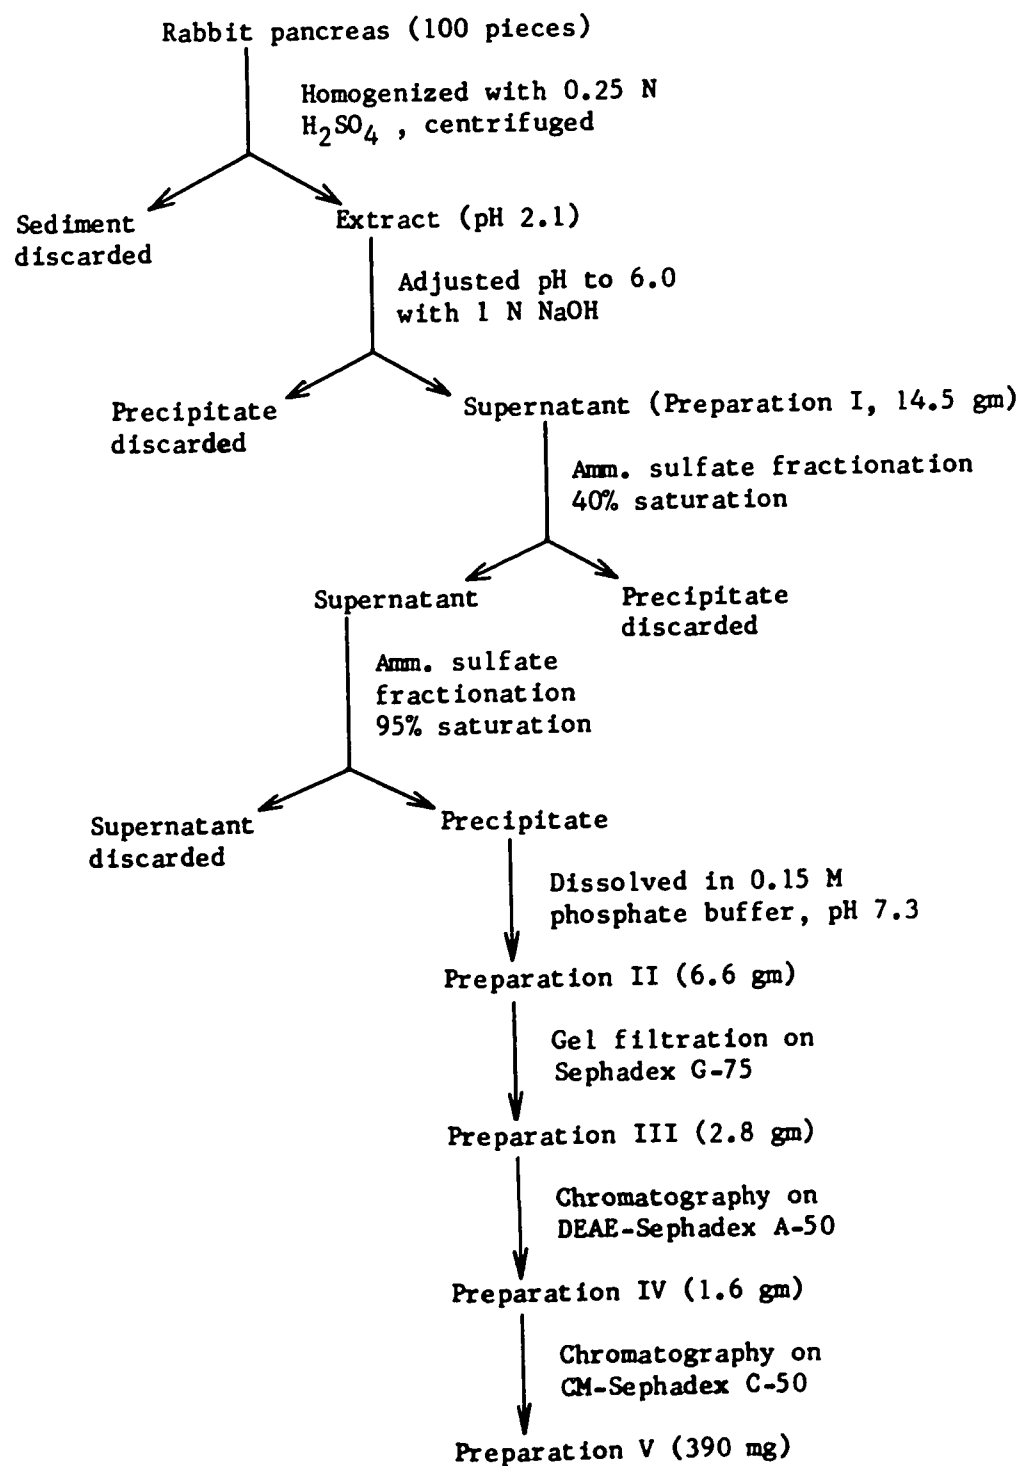 Rabbit pancreas (100 pieces)
Homogenized with 0.25 N
H₂SO₄ , centrifuged
Sediment
discarded
Extract (pH 2.1)
Adjusted pH to 6.0
with 1 N NaOH
Precipitate
discarded
Supernatant (Preparation I, 14.5 gm)
Amm. sulfate fractionation
40% saturation
Supernatant
Precipitate
discarded
Amm. sulfate
fractionation
95% saturation
Supernatant
discarded
Precipitate
Dissolved in 0.15 M
phosphate buffer, pH 7.3
Preparation II (6.6 gm)
Gel filtration on
Sephadex G-75
Preparation III (2.8 gm)
Chromatography on
DEAE-Sephadex A-50
Preparation IV (1.6 gm)
Chromatography on
CM-Sephadex C-50
Preparation V (390 mg)